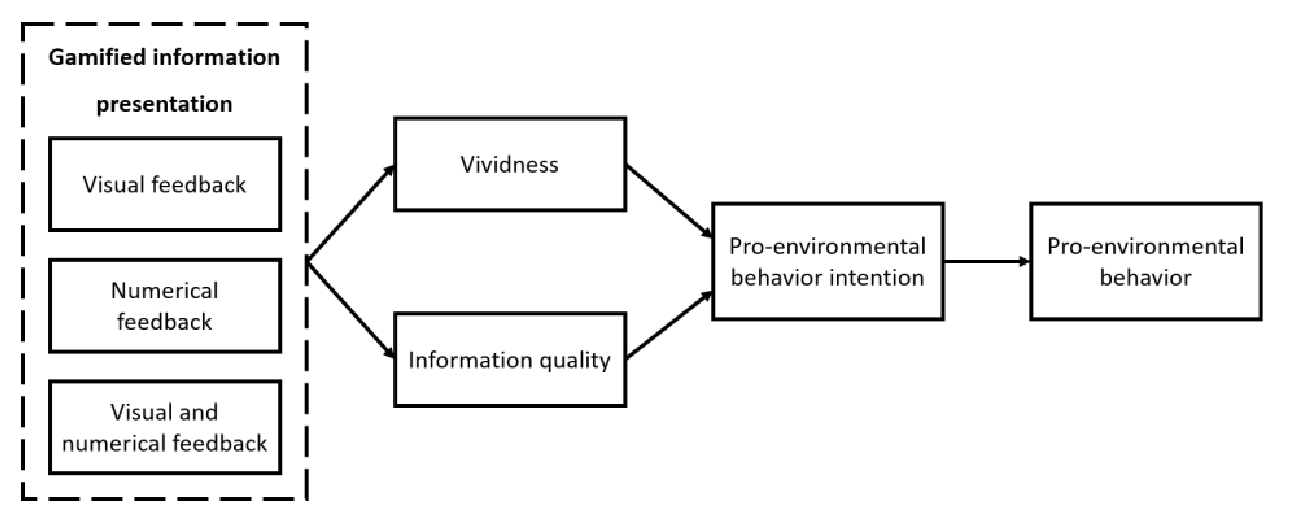 Gamified information
presentation
Visual feedback
Numerical
feedback
Visual and
numerical feedback
Vividness
Information quality
Pro-environmental
behavior intention
Pro-environmental
behavior